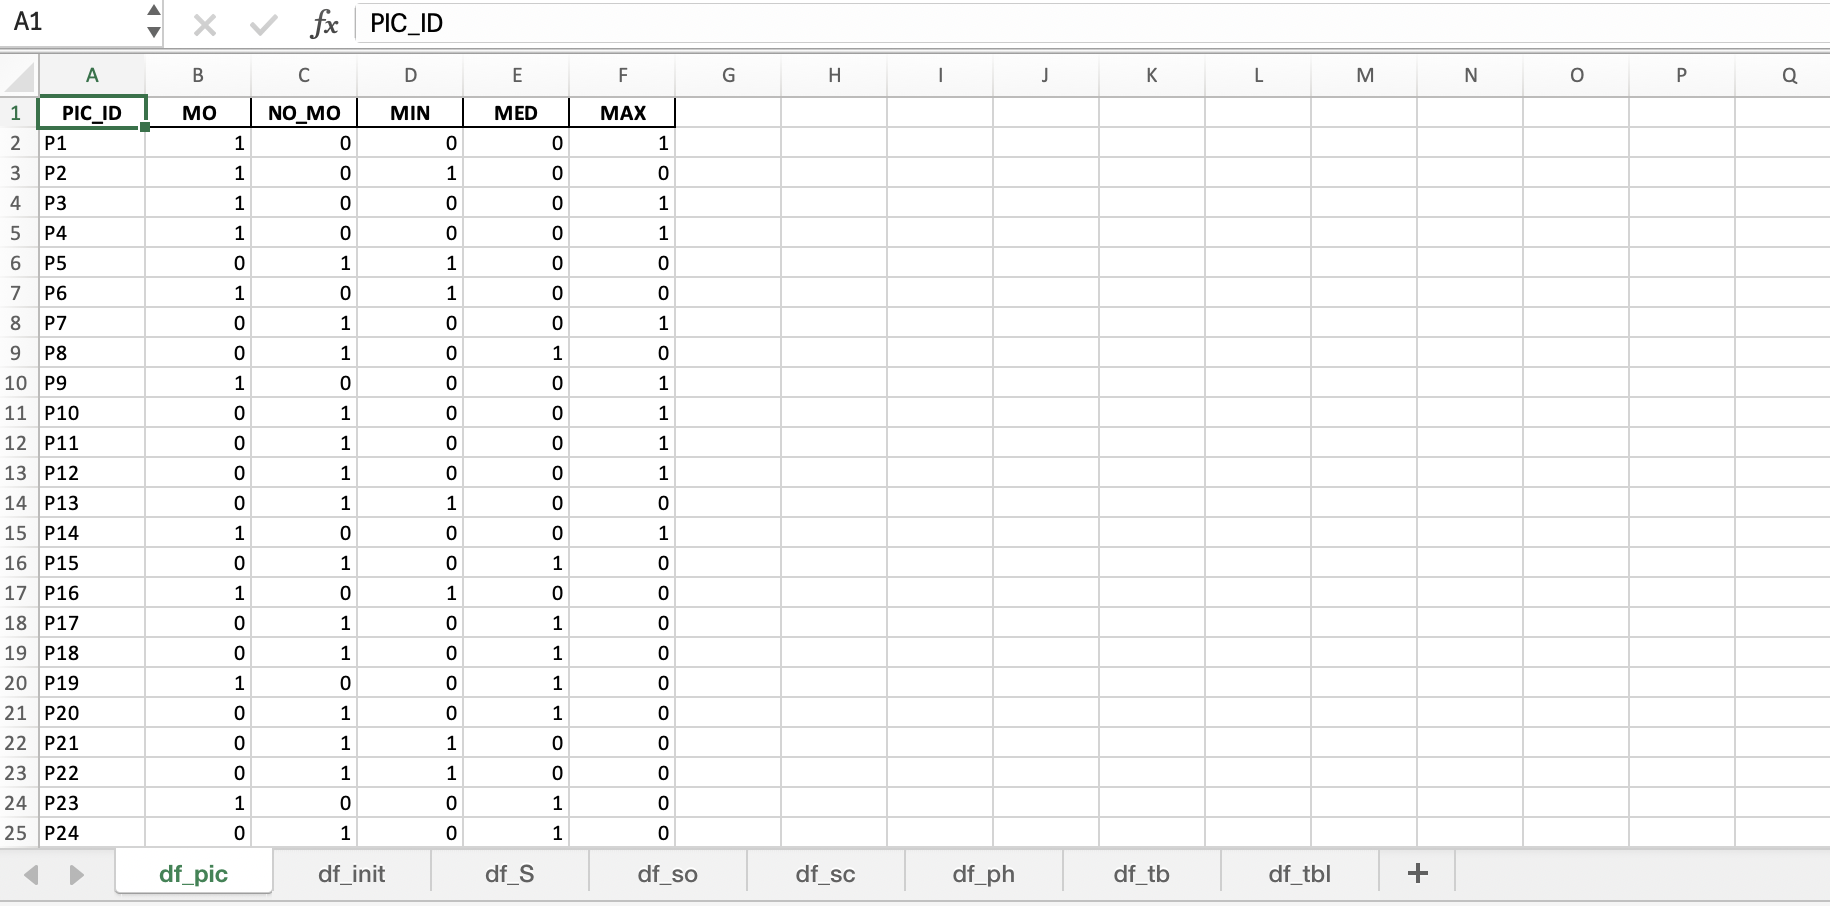 A1 fx PIC_ID
A B C D E F G H I J K L M N O P Q
1 PIC_ID MO NO_MO MIN MED MAX
2 P1 1 0 0 0 1
3 P2 1 0 1 0 0
4 P3 1 0 0 0 1
5 P4 1 0 0 0 1
6 P5 0 1 1 0 0
7 P6 1 0 1 0 0
8 P7 0 1 0 0 1
9 P8 0 1 0 1 0
10 P9 1 0 0 0 1
11 P10 0 1 0 0 1
12 P11 0 1 0 0 1
13 P12 0 1 0 0 1
14 P13 0 1 1 0 0
15 P14 1 0 0 0 1
16 P15 0 1 0 1 0
17 P16 1 0 1 0 0
18 P17 0 1 0 1 0
19 P18 0 1 0 1 0
20 P19 1 0 0 1 0
21 P20 0 1 0 1 0
22 P21 0 1 1 0 0
23 P22 0 1 1 0 0
24 P23 1 0 0 1 0
25 P24 0 1 0 1 0
df_pic df_init df_S df_so df_sc df_ph df_tb df_tbl +